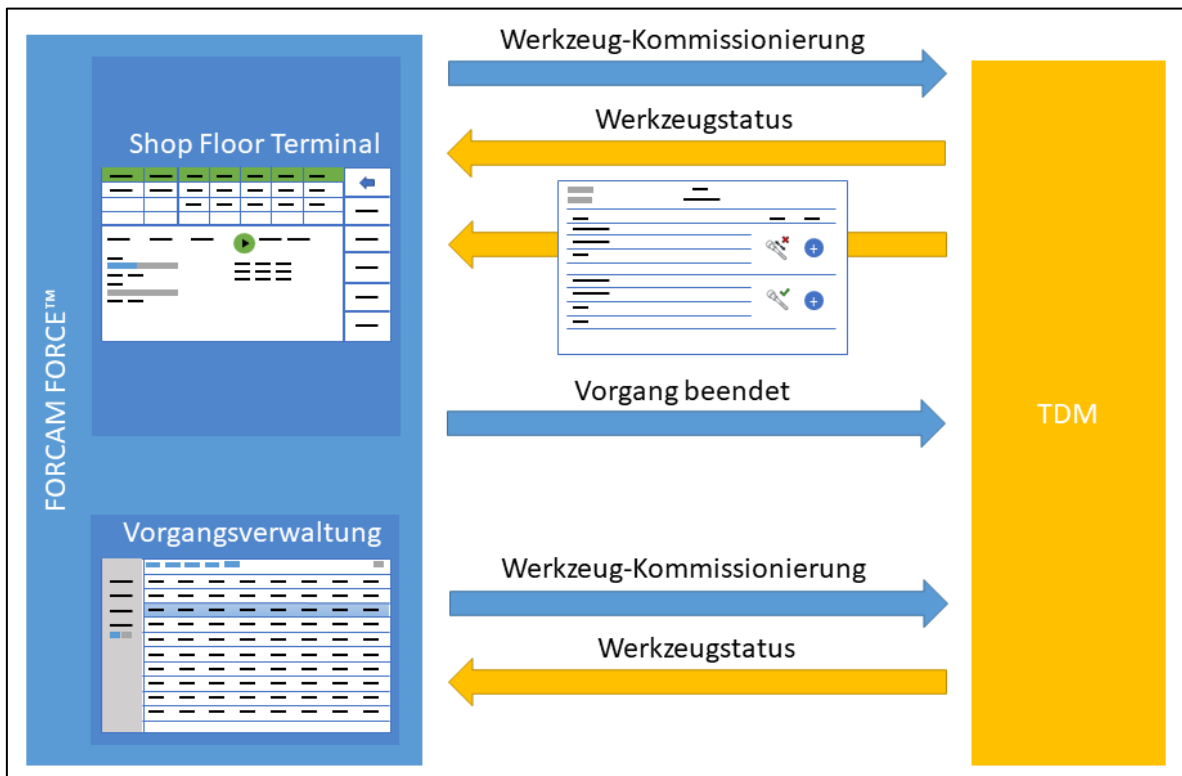 FORCAM FORCE™
Shop Floor Terminal
Werkzeug-Kommissionierung
Werkzeugstatus
Vorgang beendet
TDM
Vorgangsverwaltung
Werkzeug-Kommissionierung
Werkzeugstatus